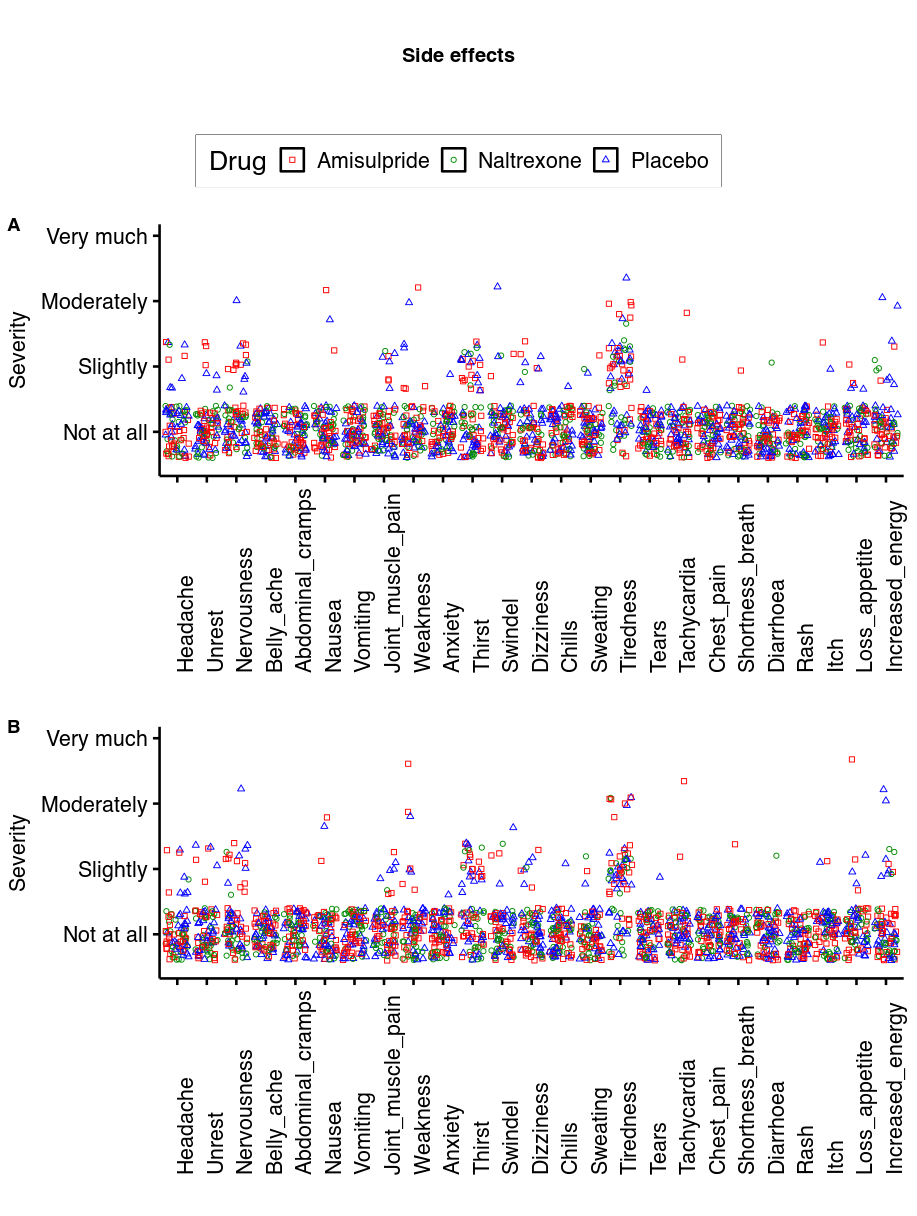 Side effects
Drug Amisulpride Naltrexone Placebo
A
Very much
Moderately
Slightly
Not at all
Severity
Headache
Unrest
Nervousness
Belly_ache
Abdominal_cramps
Nausea
Vomiting
Joint_muscle_pain
Weakness
Anxiety
Thirst
Swindel
Dizziness
Chills
Sweating
Tiredness
Tears
Tachycardia
Chest_pain
Shortness_breath
Diarrhoea
Rash
Itch
Loss_appetite
Increased_energy
B
Very much
Moderately
Slightly
Not at all
Severity
Headache
Unrest
Nervousness
Belly_ache
Abdominal_cramps
Nausea
Vomiting
Joint_muscle_pain
Weakness
Anxiety
Thirst
Swindel
Dizziness
Chills
Sweating
Tiredness
Tears
Tachycardia
Chest_pain
Shortness_breath
Diarrhoea
Rash
Itch
Loss_appetite
Increased_energy